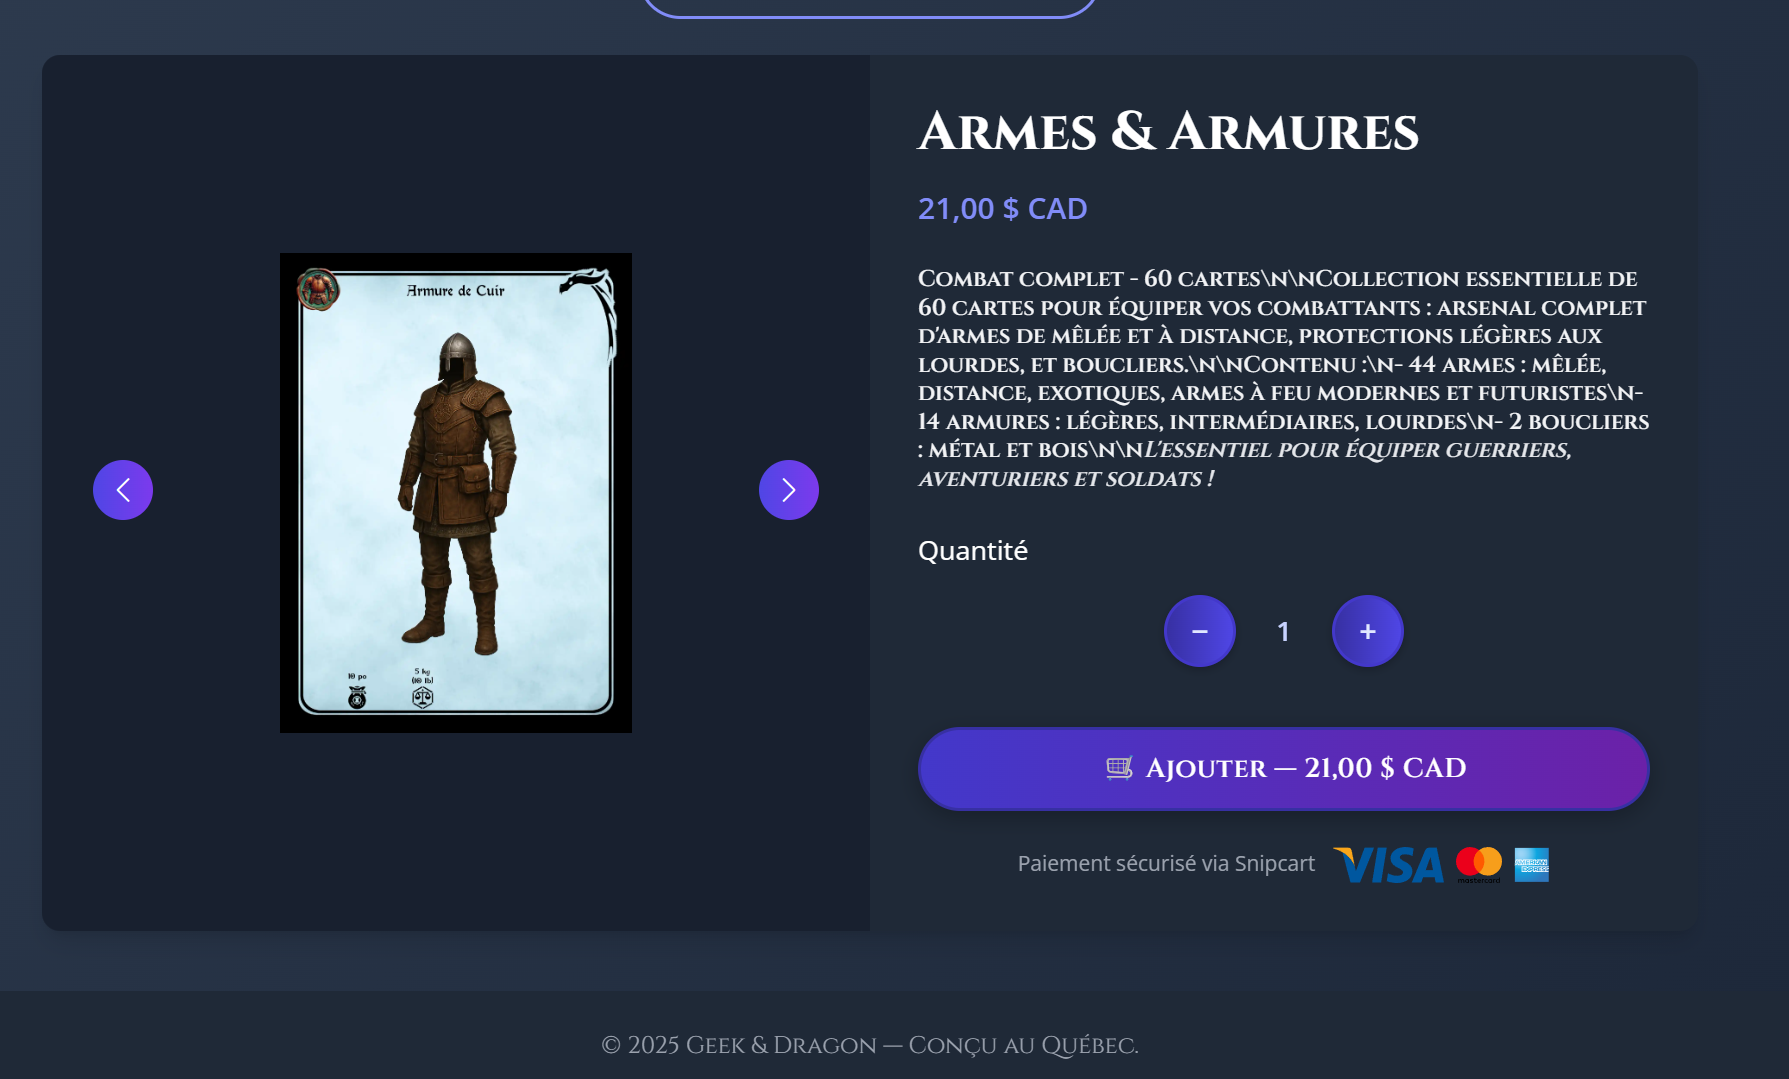 Armes & Armures
21,00 $ CAD
Combat complet - 60 cartes\n\nCollection essentielle de
60 cartes pour équiper vos combattants : arsenal complet
d'armes de mêlée et à distance, protections légères aux
lourdes, et boucliers.\n\nContenu :\n- 44 armes : mêlée,
distance, exotiques, armes à feu modernes et futuristes\n-
14 armures : légères, intermédiaires, lourdes\n- 2 boucliers
: métal et bois\n\nL'essentiel pour équiper guerriers,
aventuriers et soldats !
Armure de Cuir
10 po
5 kg
(10 lb)
Quantité
− 1 +
🛒 Ajouter — 21,00 $ CAD
Paiement sécurisé via Snipcart VISA mastercard AMERICAN EXPRESS
© 2025 Geek & Dragon — Conçu au Québec.